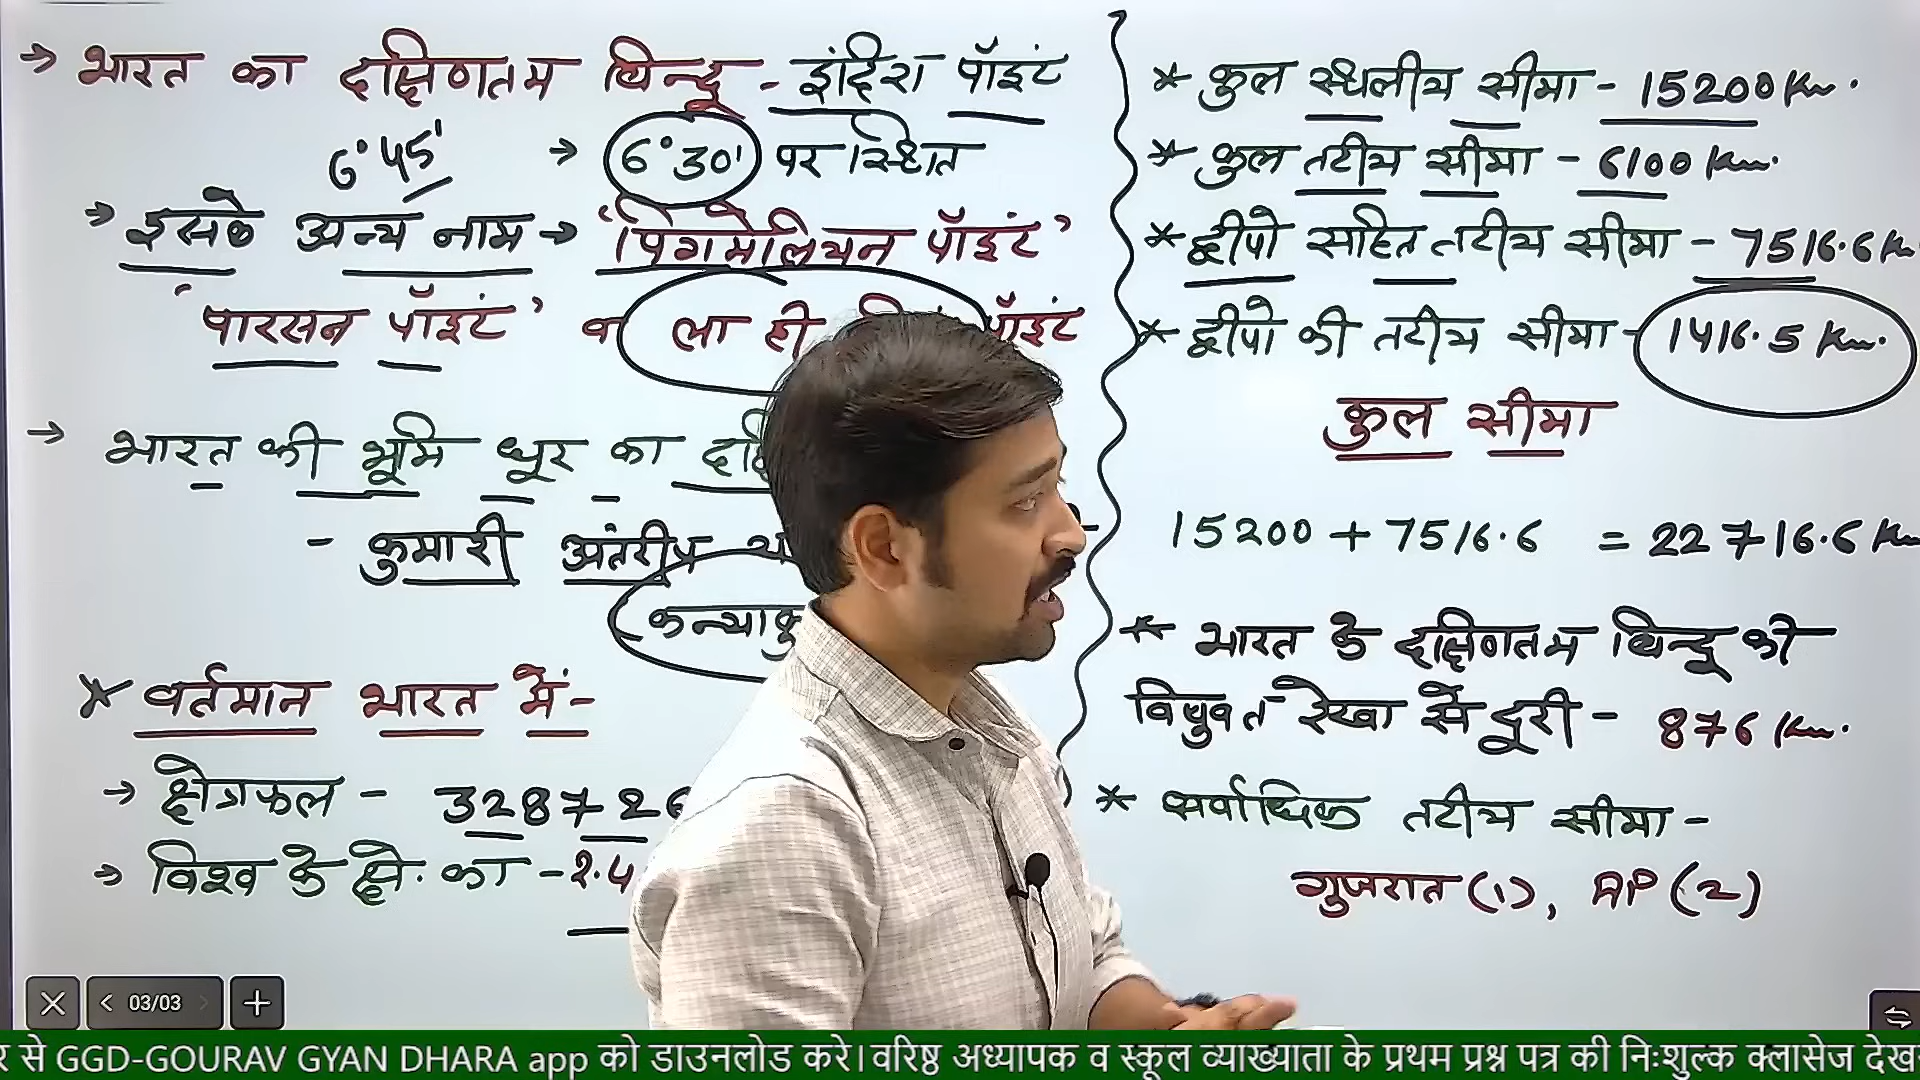 → भारत का दक्षिणतम बिन्दू - इंदिरा पॉइंट
6°45' → 6°30' पर स्थित
→ इसके अन्य नाम → 'पिगमेलियन पॉइंट'
'पारसन पॉइंट' व ला ही पॉइंट
→ भारत की भूमि धूर का
- कुमारी अंतरीप
* वर्तमान भारत में -
→ क्षेत्रफल - 328726
→ विश्व के क्षे. का - 2.4
* कुल स्थलीय सीमा - 15200 Km.
* कुल तटीय सीमा - 6100 Km.
* द्वीपो सहित तटीय सीमा - 7516.6 Km
* द्वीपो की तटीय सीमा - 1416.5 Km.
कुल सीमा
15200 + 7516.6 = 22716.6 Km
* भारत के दक्षिणतम बिन्दू की
विषुवत रेखा से दूरी - 876 Km.
* सर्वाधिक तटीय सीमा -
गुजरात (1), AP (2)
03/03
र से GGD-GOURAV GYAN DHARA app को डाउनलोड करे। वरिष्ठ अध्यापक व स्कूल व्याख्याता के प्रथम प्रश्न पत्र की निःशुल्क क्लासेज देख